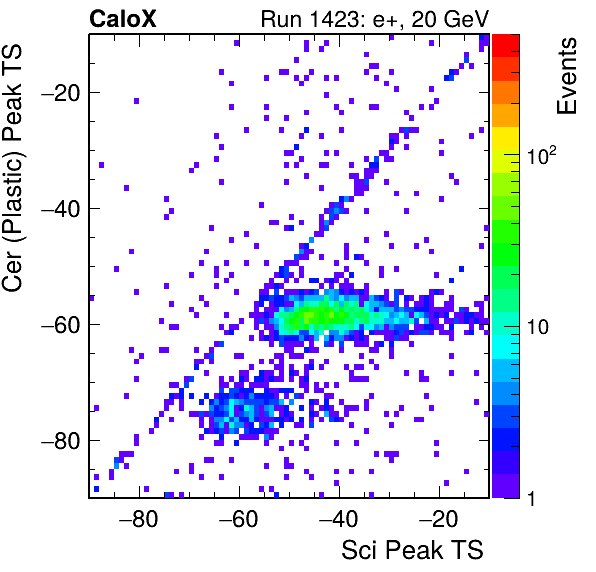 CaloX Run 1423: e+, 20 GeV
Cer (Plastic) Peak TS
Events
−20
−40
−60
−80
10²
10
1
−80 −60 −40 −20
Sci Peak TS